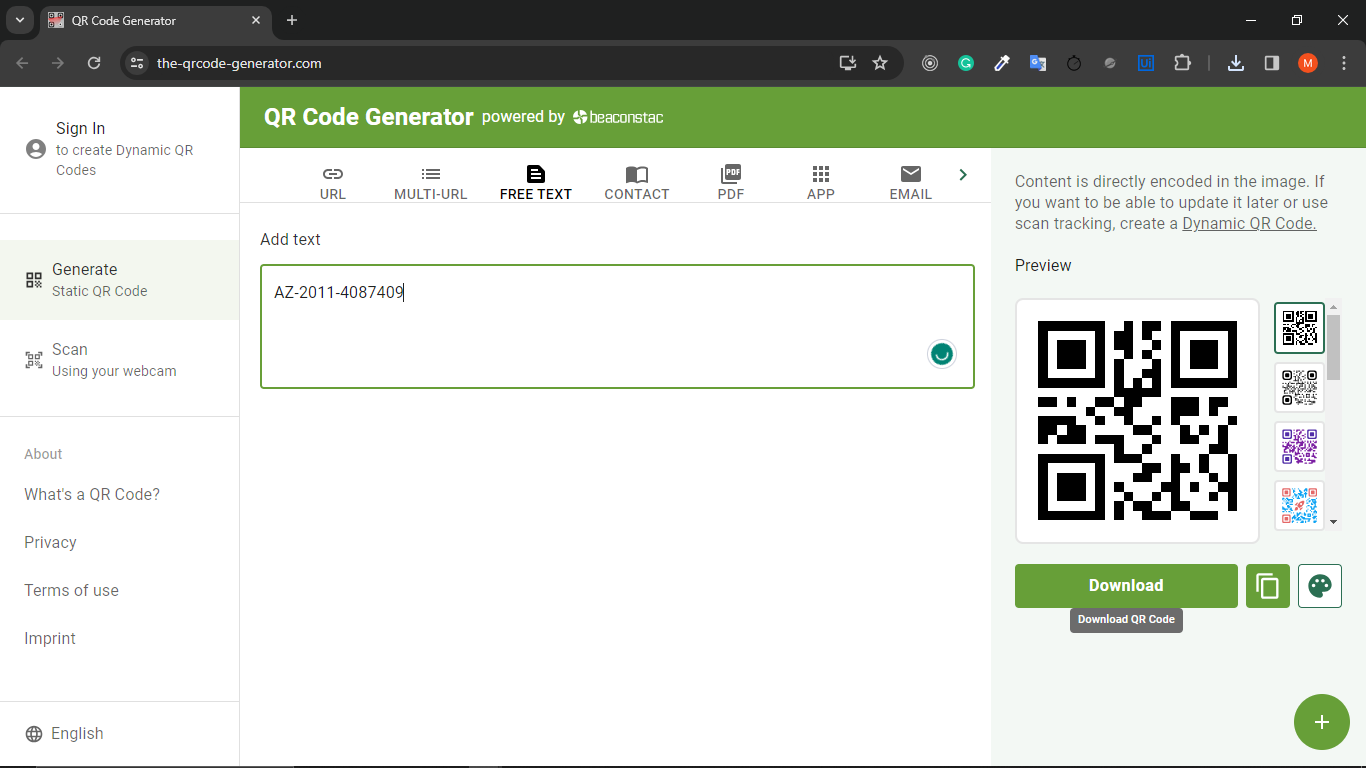 QR Code Generator
the-qrcode-generator.com
M
Sign In
to create Dynamic QR
Codes
Generate
Static QR Code
Scan
Using your webcam
About
What's a QR Code?
Privacy
Terms of use
Imprint
English
QR Code Generator powered by beaconstac
URL
MULTI-URL
FREE TEXT
CONTACT
PDF
PDF
APP
EMAIL
Add text
AZ-2011-4087409
Content is directly encoded in the image. If
you want to be able to update it later or use
scan tracking, create a Dynamic QR Code.
Preview
Download
Download QR Code